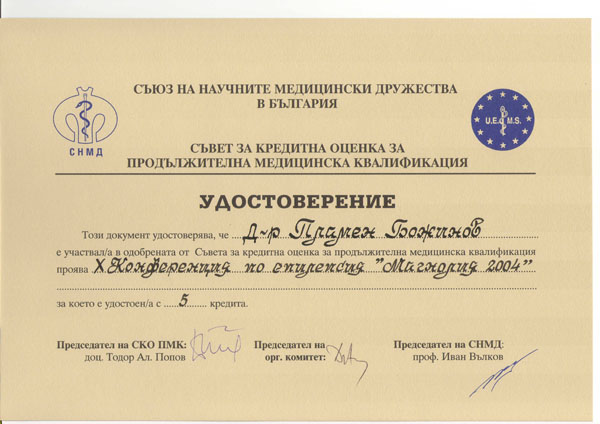 СЪЮЗ НА НАУЧНИТЕ МЕДИЦИНСКИ ДРУЖЕСТВА
В БЪЛГАРИЯ
СНМД
U.E.M.S.
СЪВЕТ ЗА КРЕДИТНА ОЦЕНКА ЗА
ПРОДЪЛЖИТЕЛНА МЕДИЦИНСКА КВАЛИФИКАЦИЯ
УДОСТОВЕРЕНИЕ
Този документ удостоверява, че Д-р Пламен Божинов
е участвал/а в одобрената от Съвета за кредитна оценка за продължителна медицинска квалификация
проява X Конференция по епилепсия "Магнолия 2004"
за което е удостоен/а с 5 кредита.
Председател на СКО ПМК:
доц. Тодор Ал. Попов
Председател на
орг. комитет:
Председател на СНМД:
проф. Иван Вълков